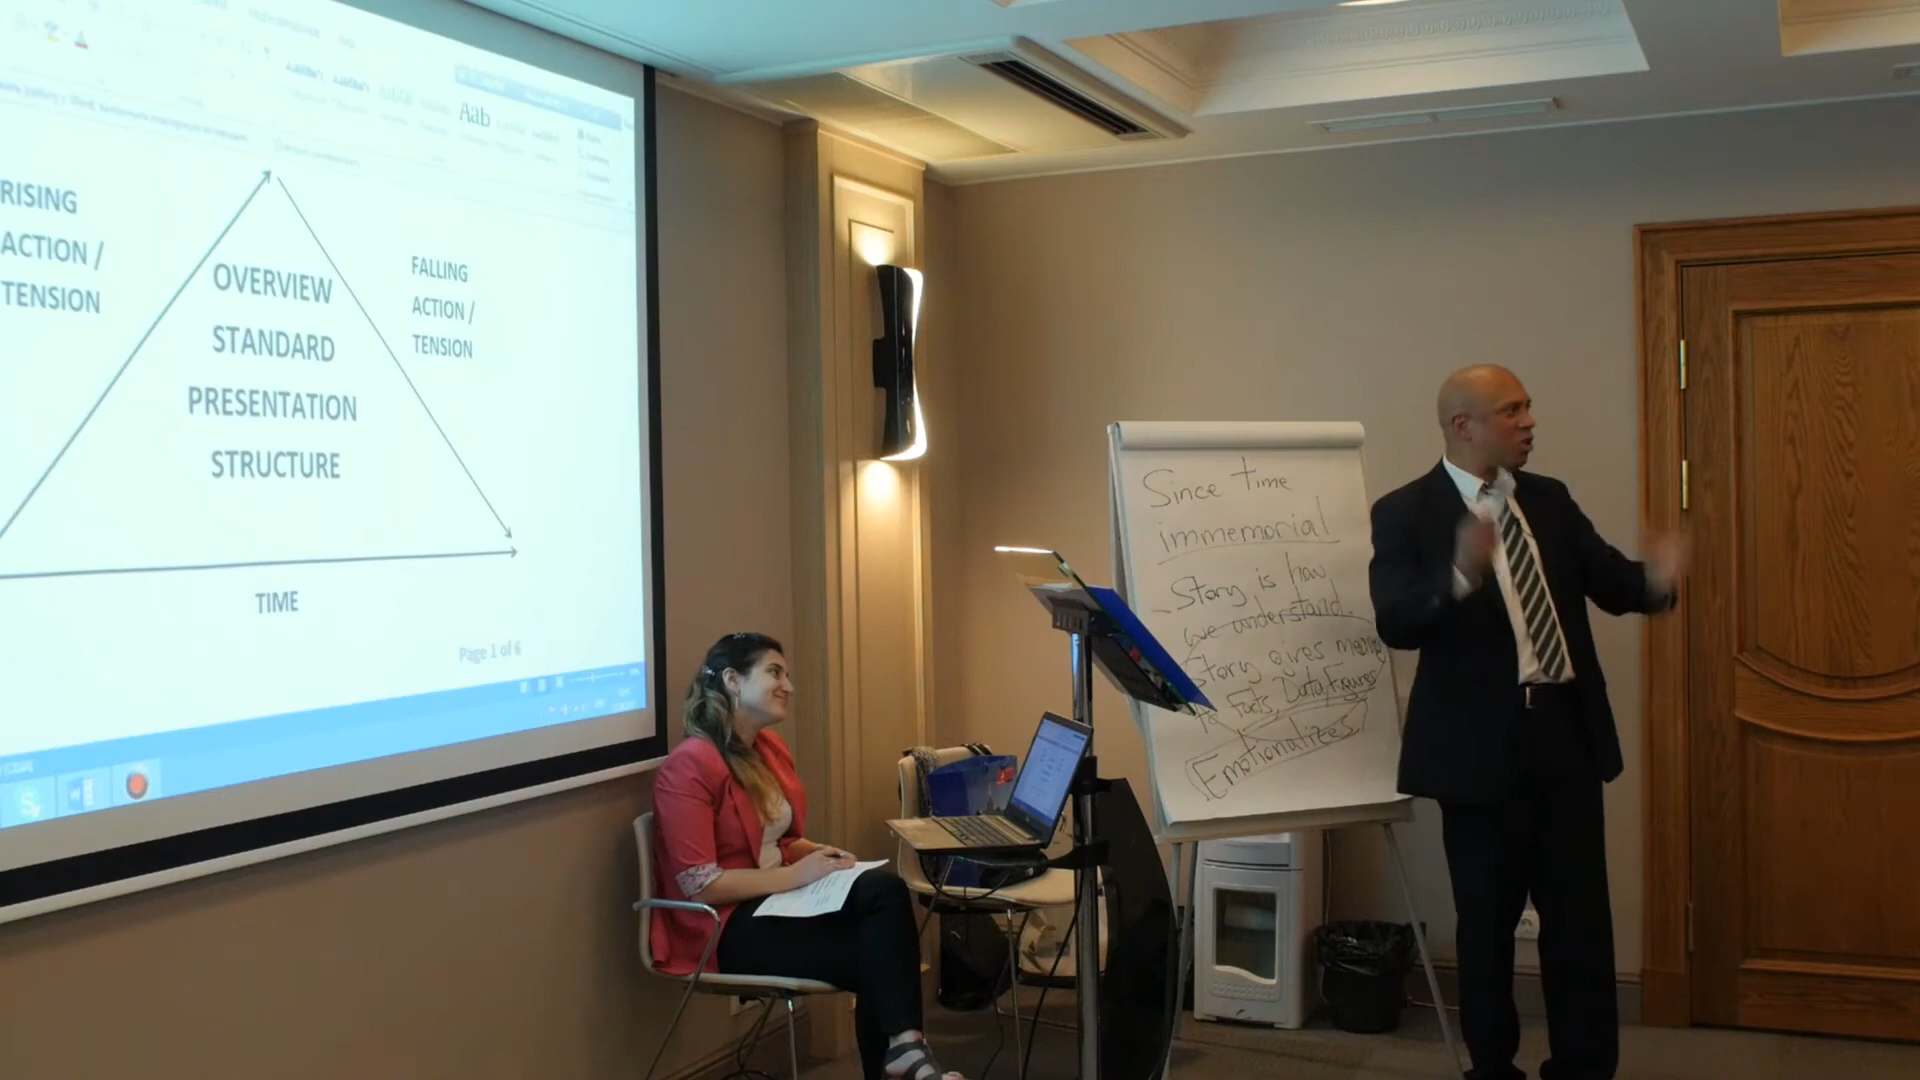 Aab
RISING
ACTION /
TENSION
OVERVIEW
STANDARD
PRESENTATION
STRUCTURE
FALLING
ACTION /
TENSION
TIME
Page 1 of 6
Since time
immemorial
- Story is how
we understand.
Story gives
to Facts, Data, Figures
Emotionalizes